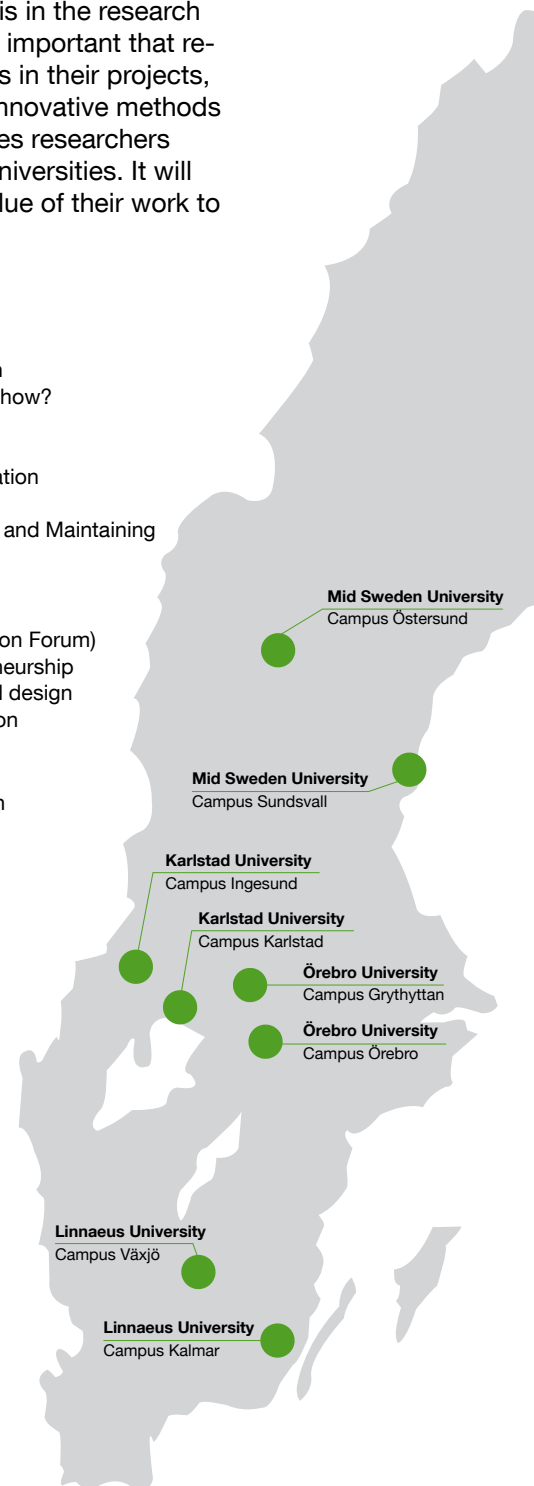 is in the research
important that re-
s in their projects,
nnovative methods
es researchers
niversities. It will
lue of their work to
n
how?
ation
and Maintaining
on Forum)
neurship
l design
on
n
Mid Sweden University
Campus Östersund
Mid Sweden University
Campus Sundsvall
Karlstad University
Campus Ingesund
Karlstad University
Campus Karlstad
Örebro University
Campus Grythyttan
Örebro University
Campus Örebro
Linnaeus University
Campus Växjö
Linnaeus University
Campus Kalmar